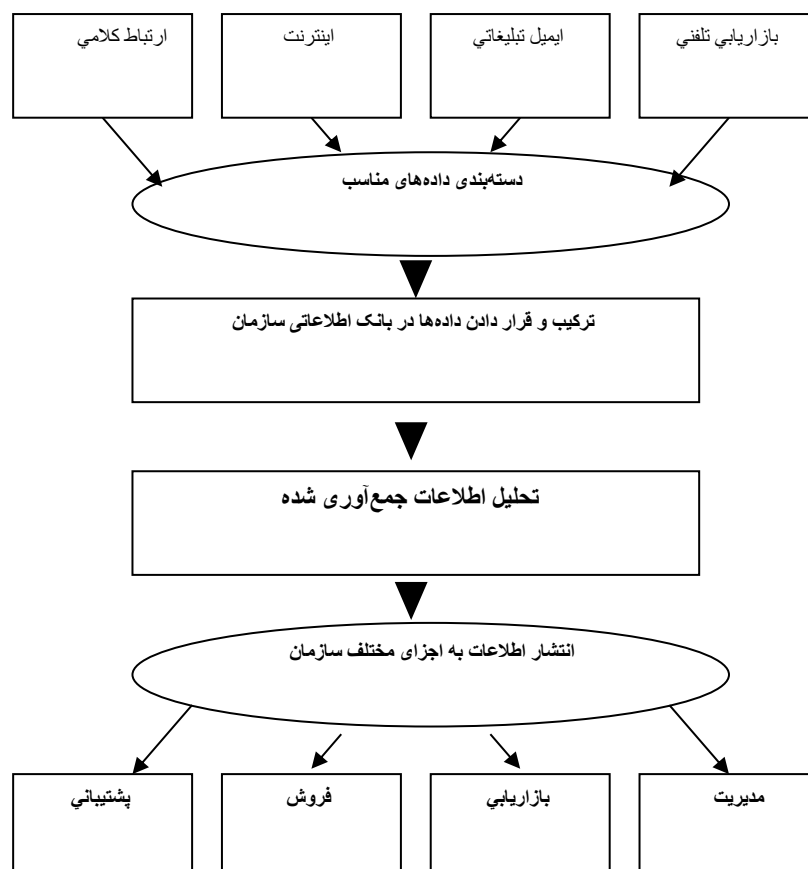 بازاريابي تلفني
ايميل تبليغاتي
اينترنت
ارتباط كلامي
دسته‌بندی داده‌های مناسب
ترکیب و قرار دادن داده‌ها در بانک اطلاعاتی سازمان
تحلیل اطلاعات جمع‌آوری شده
انتشار اطلاعات به اجزای مختلف سازمان
مديريت
بازاريابي
فروش
پشتيباني